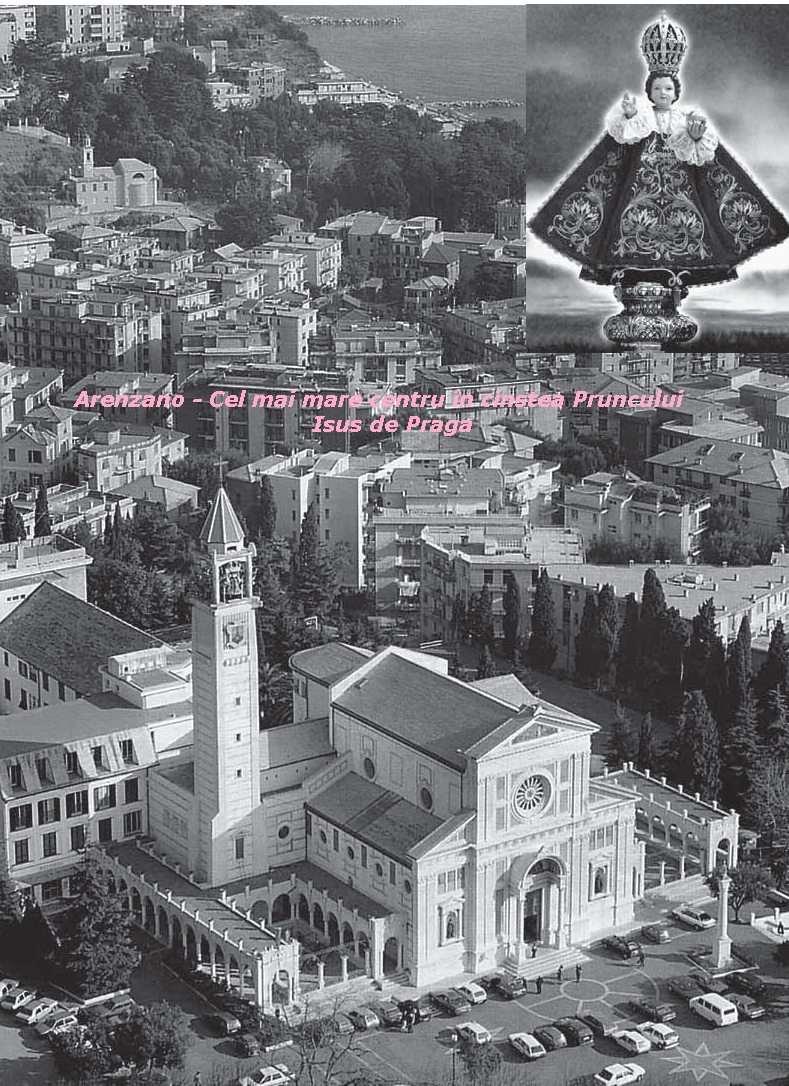 Arenzano - Cel mai mare centru în cinstea Pruncului
Isus de Praga